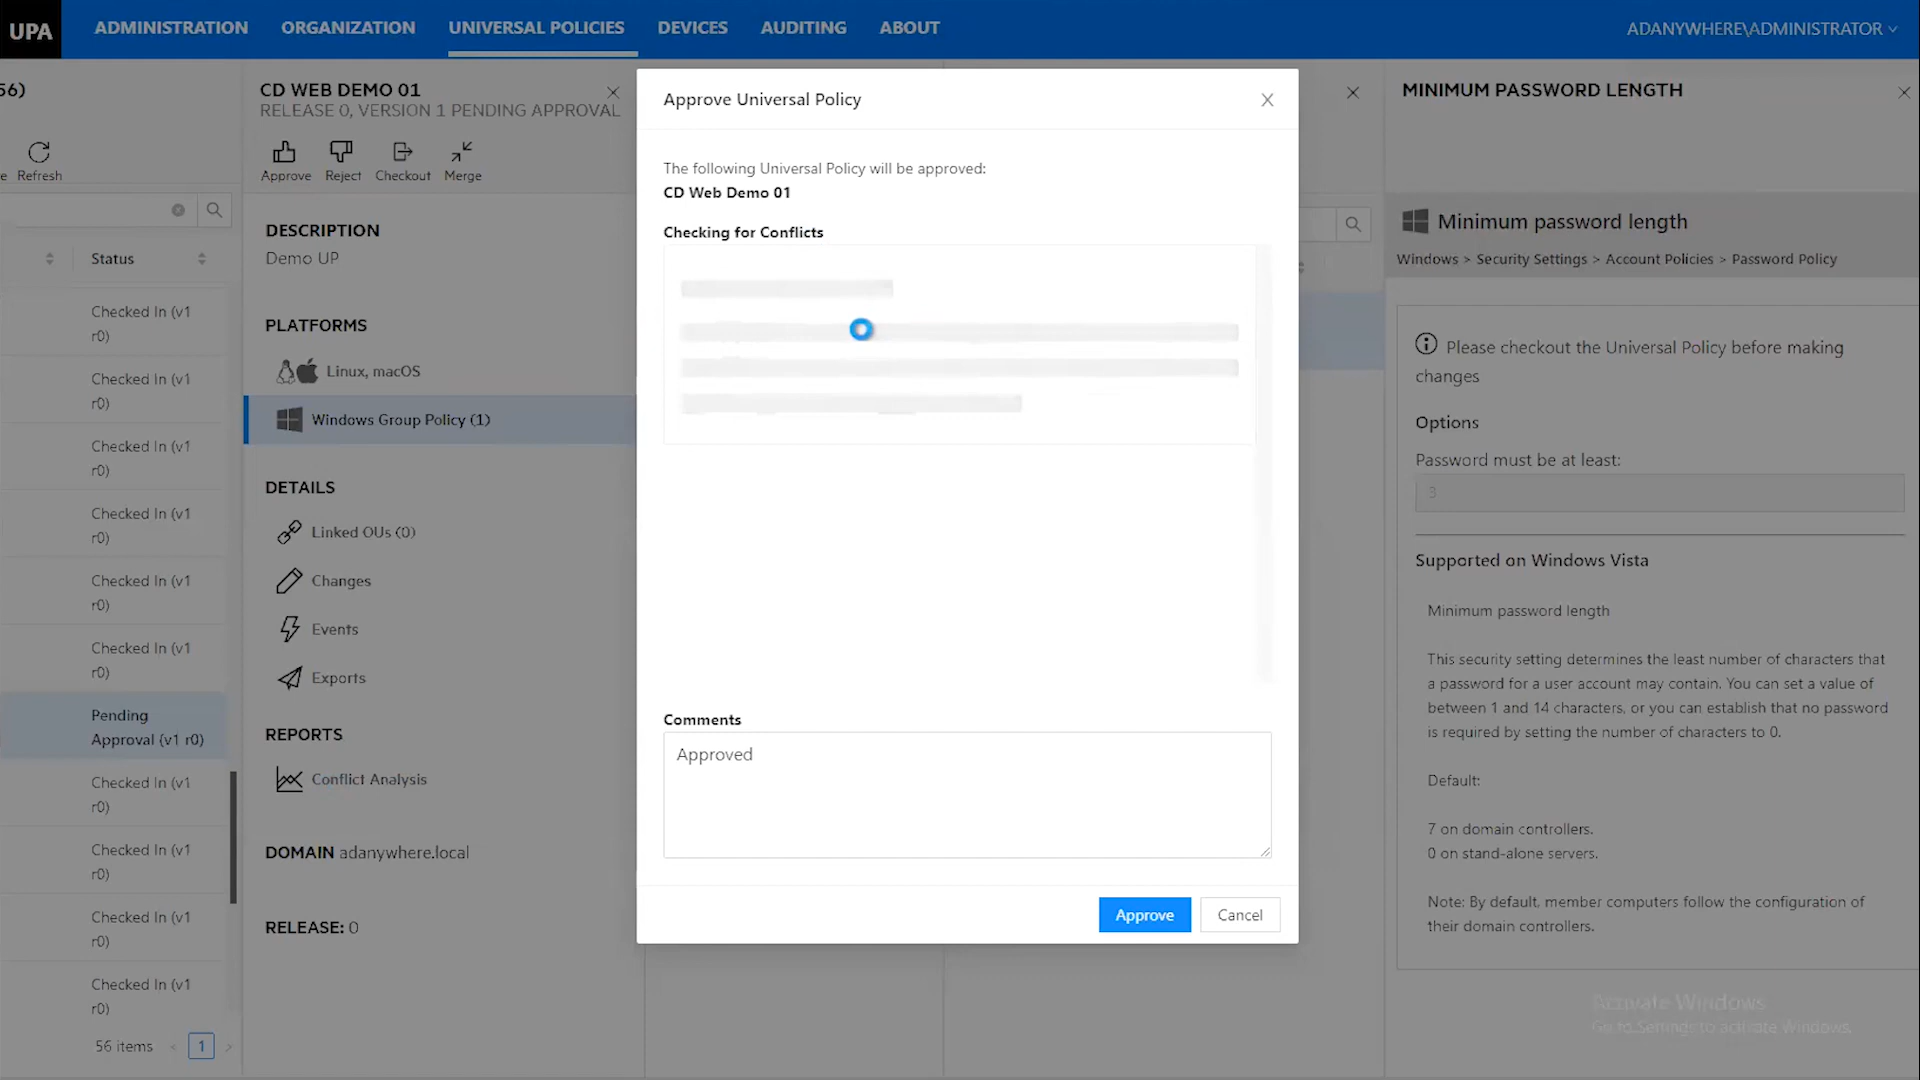 UPA
ADMINISTRATION
ORGANIZATION
UNIVERSAL POLICIES
DEVICES
AUDITING
ABOUT
ADANYWHERE\ADMINISTRATOR
56)
Refresh
Status
Checked In (v1
r0)
Checked In (v1
r0)
Checked In (v1
r0)
Checked In (v1
r0)
Checked In (v1
r0)
Checked In (v1
r0)
Pending
Approval (v1 r0)
Checked In (v1
r0)
Checked In (v1
r0)
Checked In (v1
r0)
Checked In (v1
r0)
56 items
<
1
>
CD WEB DEMO 01
RELEASE 0, VERSION 1 PENDING APPROVAL
Approve
Reject
Checkout
Merge
DESCRIPTION
Demo UP
PLATFORMS
Linux, macOS
Windows Group Policy (1)
DETAILS
Linked OUs (0)
Changes
Events
Exports
REPORTS
Conflict Analysis
DOMAIN adanywhere.local
RELEASE: 0
Approve Universal Policy
The following Universal Policy will be approved:
CD Web Demo 01
Checking for Conflicts
Comments
Approved
Approve
Cancel
MINIMUM PASSWORD LENGTH
Minimum password length
Windows > Security Settings > Account Policies > Password Policy
Please checkout the Universal Policy before making
changes
Options
Password must be at least:
3
Supported on Windows Vista
Minimum password length
This security setting determines the least number of characters that
a password for a user account may contain. You can set a value of
between 1 and 14 characters, or you can establish that no password
is required by setting the number of characters to 0.
Default:
7 on domain controllers.
0 on stand-alone servers.
Note: By default, member computers follow the configuration of
their domain controllers.
Activate Windows
Go to Settings to activate Windows.